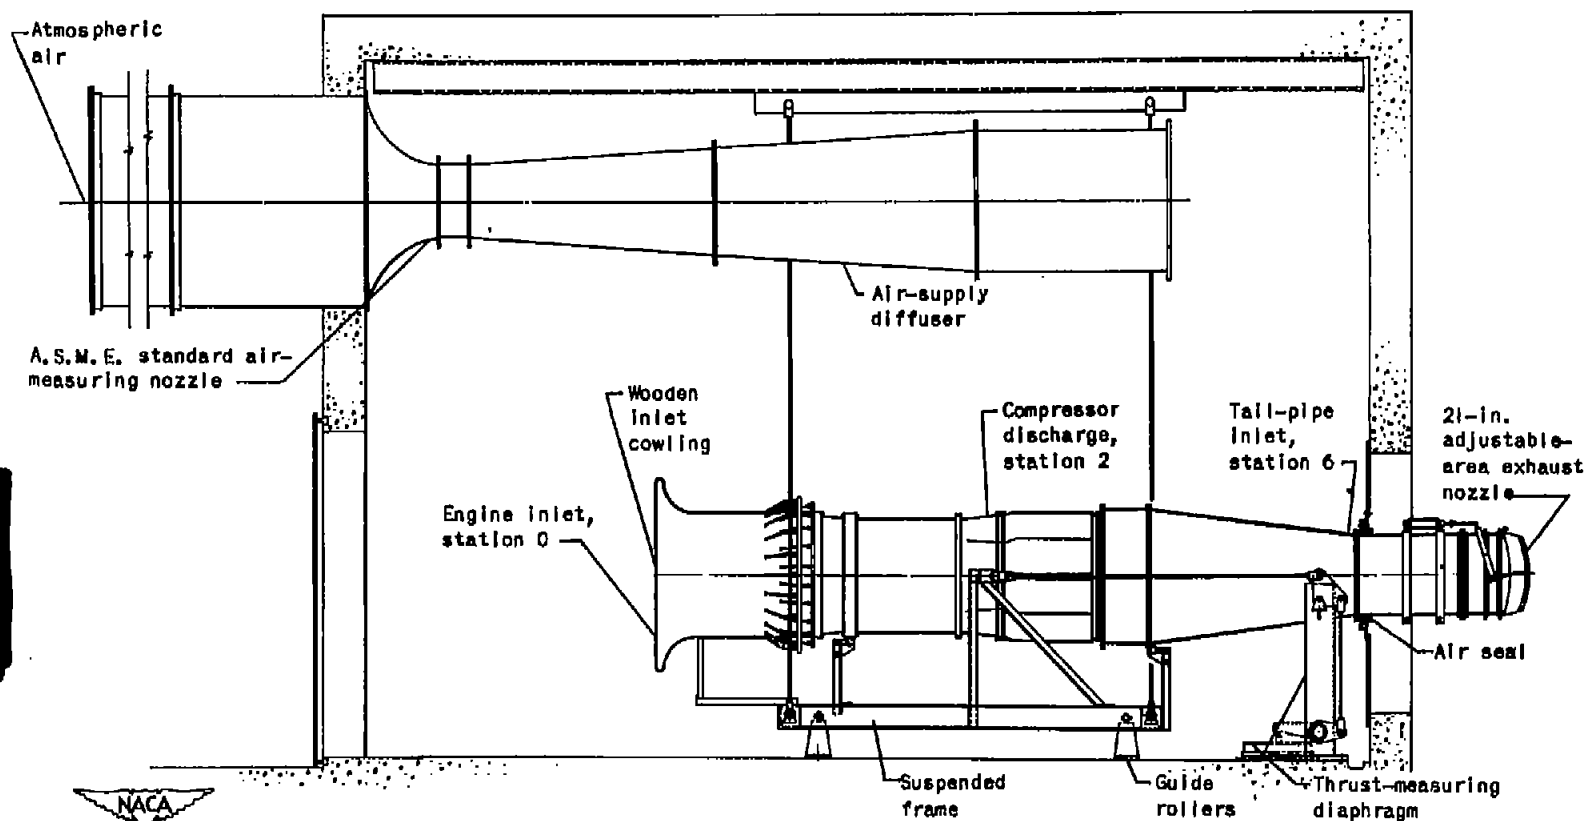 Atmospheric
air
Air-supply
diffuser
A.S.M.E. standard air-
measuring nozzle
Wooden
inlet
cowling
Compressor
discharge,
station 2
Tail-pipe
inlet,
station 6
21-in.
adjustable-
area exhaust
nozzle
Engine inlet,
station 0
Air seal
Suspended
frame
Guide
rollers
Thrust-measuring
diaphragm
NACA